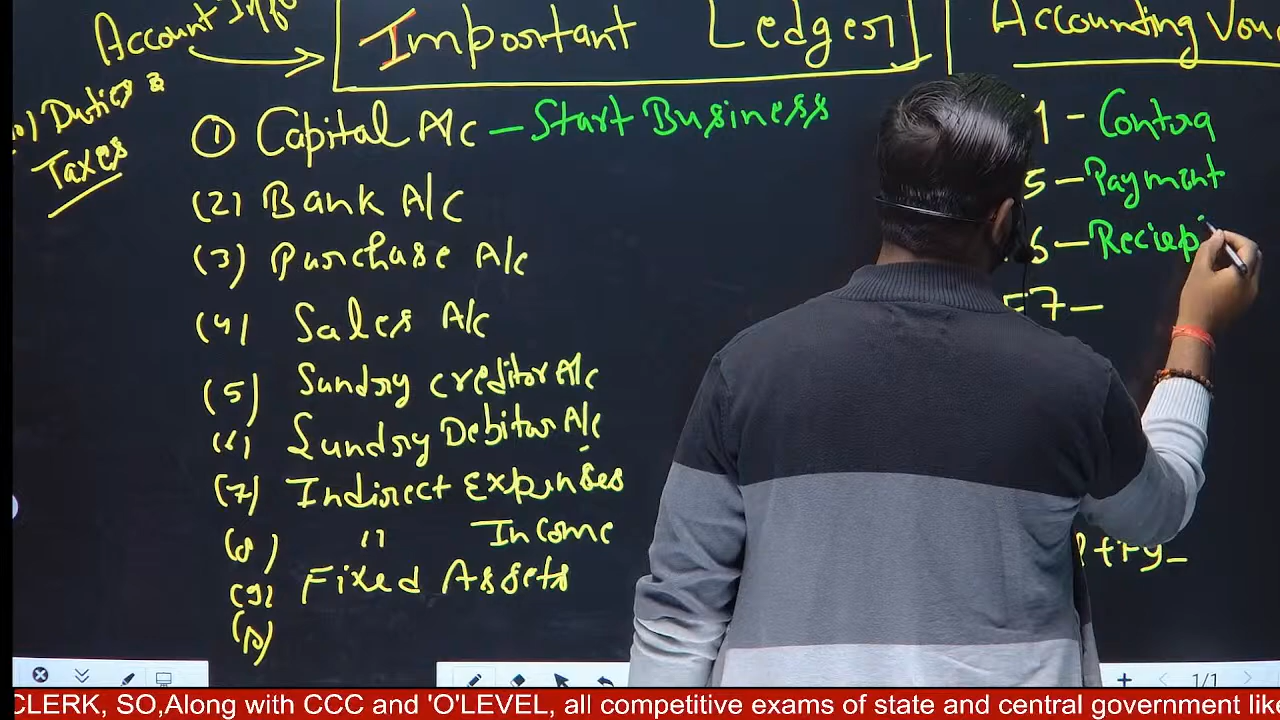 Account Info
Important Ledger
Accounting Vou
10) Duties &
Taxes
① Capital A/c - Start Business
(2) Bank A/c
(3) Purchase A/c
(4) Sales A/c
(5) Sundry Creditor A/c
(6) Sundry Debitor A/c
(7) Indirect Expenses
(8) " Income
(9) Fixed Assets
(10)
1 - Contra
5 - Payment
6 - Reciep
F7 -
1/1
CLERK, SO,Along with CCC and 'O'LEVEL, all competitive exams of state and central government like